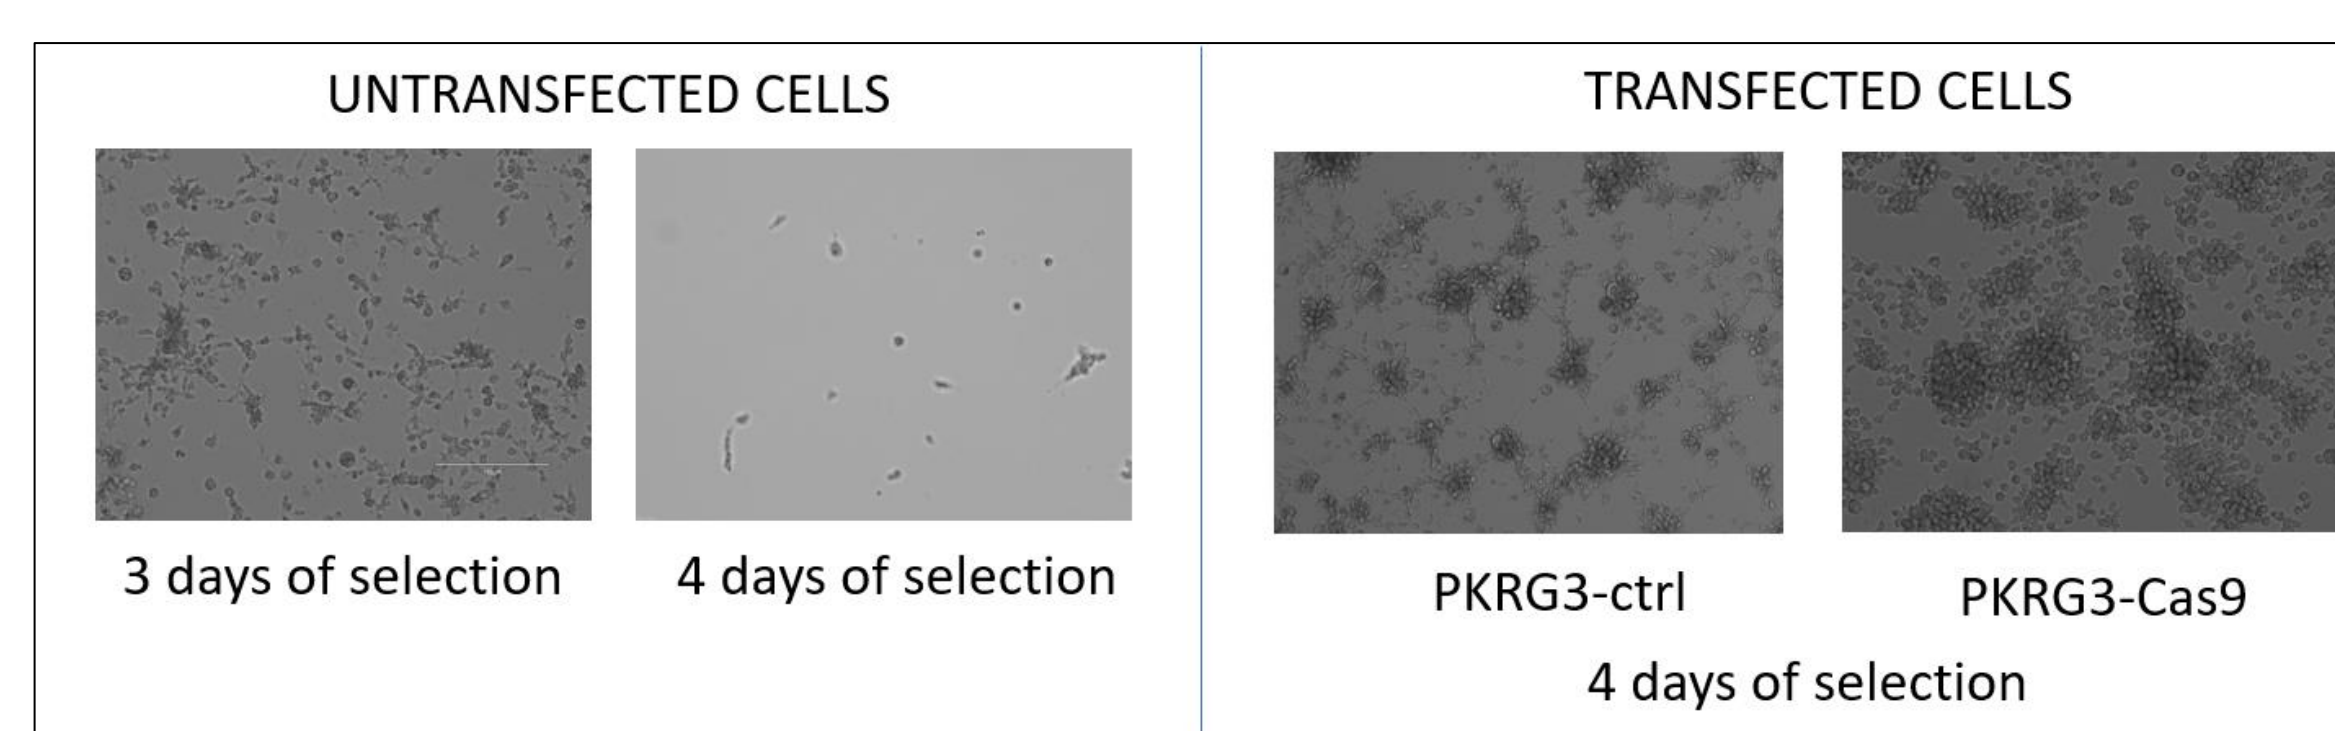 UNTRANSFECTED CELLS
3 days of selection
4 days of selection
TRANSFECTED CELLS
PKRG3-ctrl
PKRG3-Cas9
4 days of selection